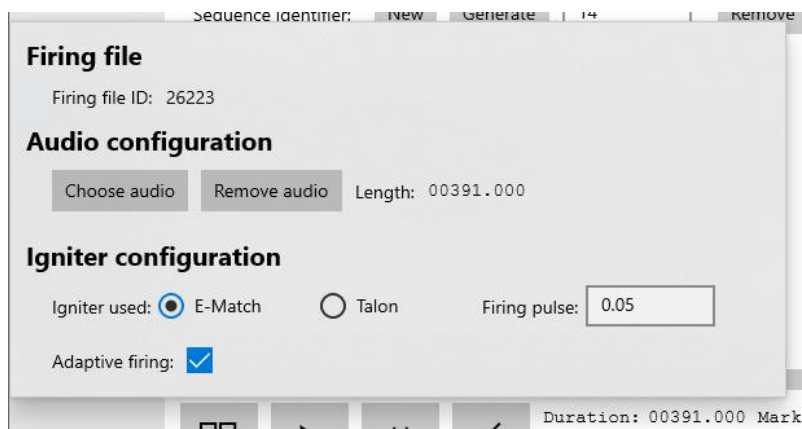 Sequence identifier: New Generate 14 Remove
Firing file
Firing file ID: 26223
Audio configuration
Choose audio Remove audio Length: 00391.000
Igniter configuration
Igniter used: E-Match Talon Firing pulse: 0.05
Adaptive firing:
Duration: 00391.000 Mark